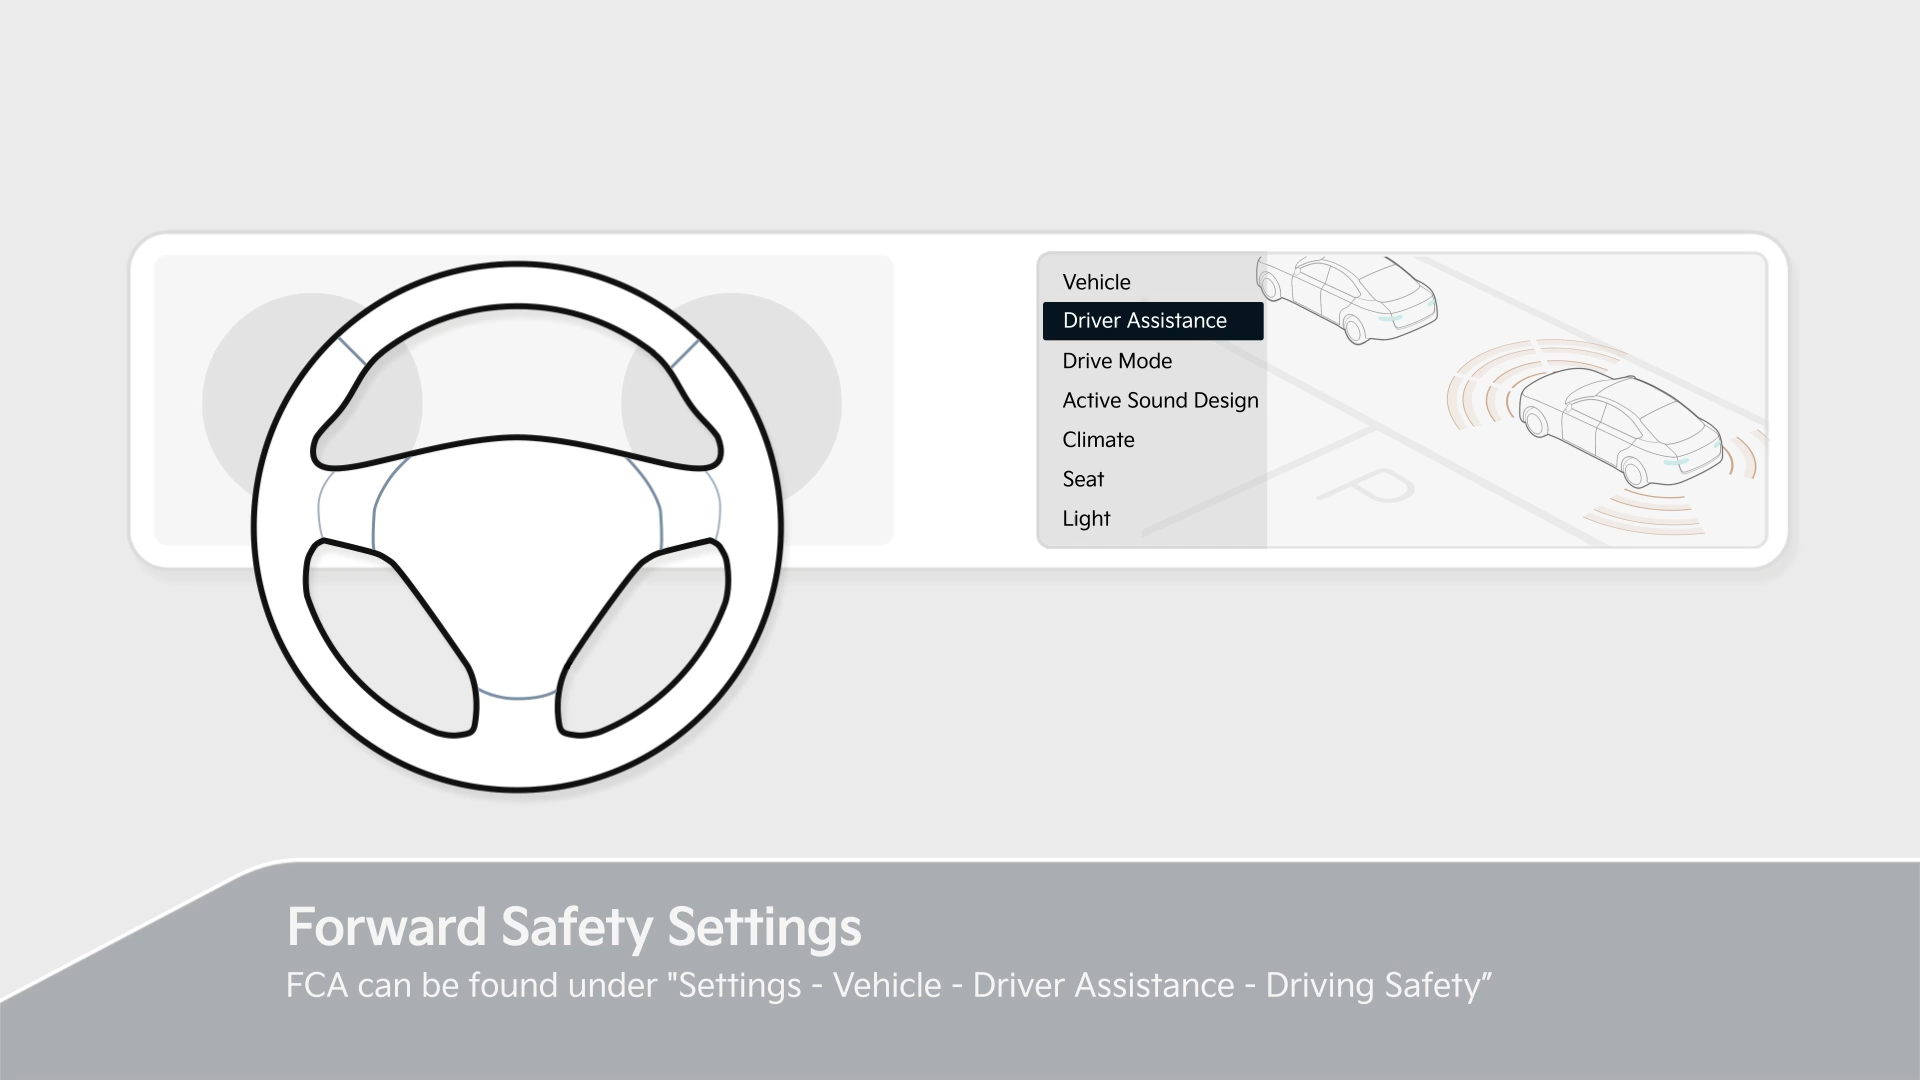 Vehicle
Driver Assistance
Drive Mode
Active Sound Design
Climate
Seat
Light
P
Forward Safety Settings
FCA can be found under "Settings - Vehicle - Driver Assistance - Driving Safety”